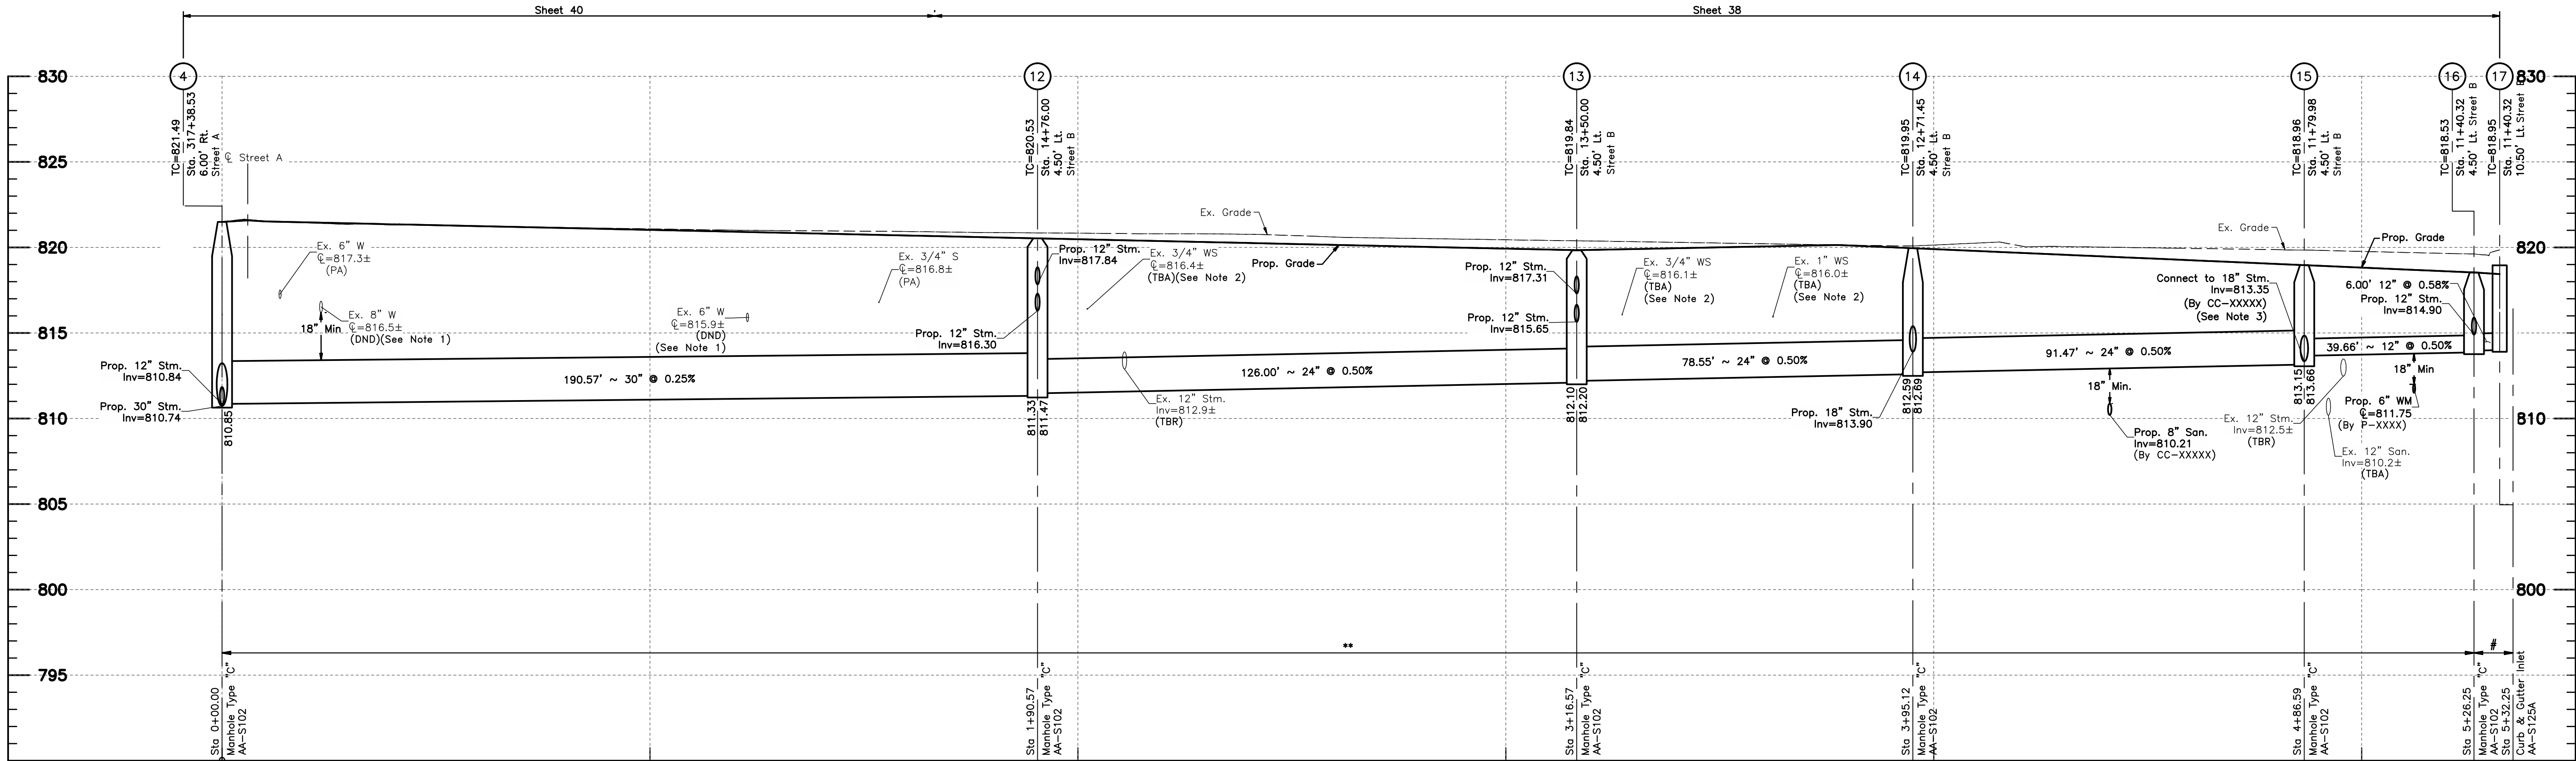 Sheet 40
Sheet 38
830
825
820
815
810
805
800
795
4
TC=821.49
Sta. 317+38.53
6.00' Rt.
Street A
℄ Street A
12
TC=820.53
Sta. 14+76.00
4.50' Lt.
Street B
13
TC=819.84
Sta. 13+50.00
4.50' Lt.
Street B
14
TC=819.95
Sta. 12+71.45
4.50' Lt.
Street B
15
TC=818.96
Sta. 11+79.98
4.50' Lt.
Street B
16
TC=818.53
Sta. 11+40.32
4.50' Lt. Street B
17
TC=818.95
Sta. 11+40.32
10.50' Lt. Street B
830
820
810
800
Ex. 6" W
℄=817.3±
(PA)
Ex. 8" W
℄=816.5±
(DND)(See Note 1)
18" Min
Ex. 6" W
℄=815.9±
(DND)
(See Note 1)
Ex. 3/4" S
℄=816.8±
(PA)
Prop. 12" Stm.
Inv=817.84
Prop. 12" Stm.
Inv=816.30
Ex. 3/4" WS
℄=816.4±
(TBA)(See Note 2)
Ex. Grade
Prop. Grade
Prop. 12" Stm.
Inv=817.31
Prop. 12" Stm.
Inv=815.65
Ex. 3/4" WS
℄=816.1±
(TBA)
(See Note 2)
Ex. 1" WS
℄=816.0±
(TBA)
(See Note 2)
Ex. Grade
Prop. Grade
Connect to 18" Stm.
Inv=813.35
(By CC-XXXXX)
(See Note 3)
6.00' 12" @ 0.58%
Prop. 12" Stm.
Inv=814.90
Prop. 12" Stm.
Inv=810.84
Prop. 30" Stm.
Inv=810.74
810.85
190.57' ~ 30" @ 0.25%
811.33
811.47
126.00' ~ 24" @ 0.50%
Ex. 12" Stm.
Inv=812.9±
(TBR)
812.10
812.20
78.55' ~ 24" @ 0.50%
812.59
812.69
Prop. 18" Stm.
Inv=813.90
91.47' ~ 24" @ 0.50%
18" Min.
Prop. 8" San.
Inv=810.21
(By CC-XXXXX)
813.15
813.66
39.66' ~ 12" @ 0.50%
18" Min
Ex. 12" Stm.
Inv=812.5±
(TBR)
Prop. 6" WM
℄=811.75
(By P-XXXX)
Ex. 12" San.
Inv=810.2±
(TBA)
**
#
Sta 0+00.00
Manhole Type "C"
AA-S102
Sta 1+90.57
Manhole Type "C"
AA-S102
Sta 3+16.57
Manhole Type "C"
AA-S102
Sta 3+95.12
Manhole Type "C"
AA-S102
Sta 4+86.59
Manhole Type "C"
AA-S102
Sta 5+26.25
Manhole Type "C"
AA-S102
Sta 5+32.25
Curb & Gutter Inlet
AA-S125A